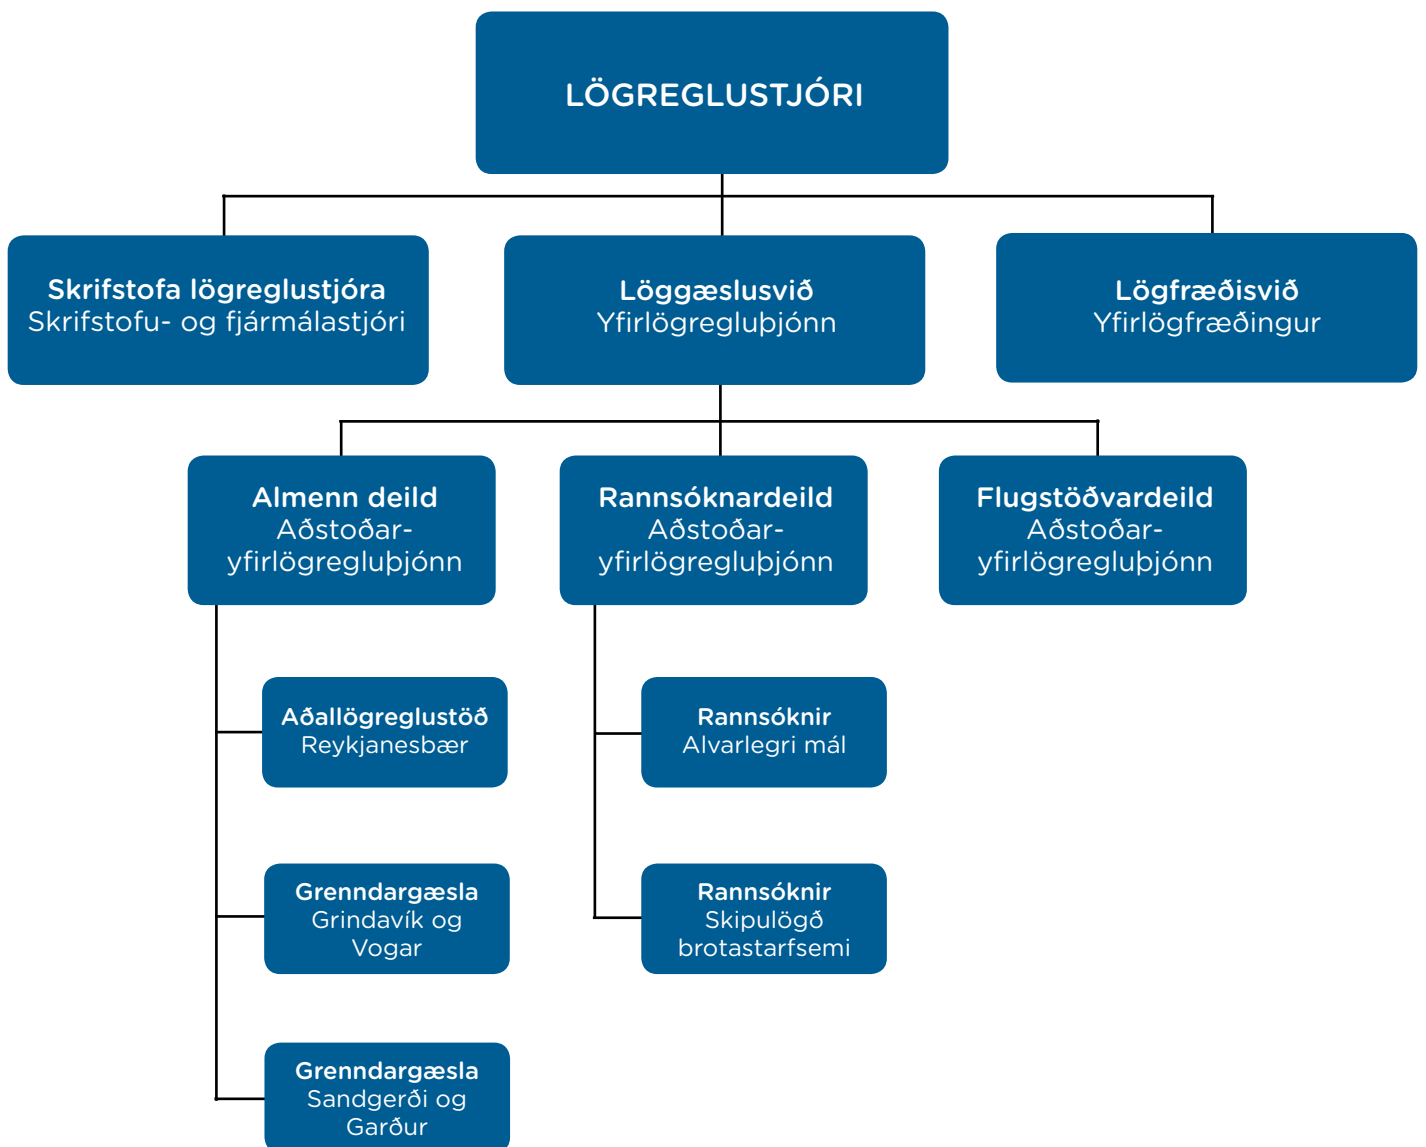 LÖGREGLUSTJÓRI
Skrifstofa lögreglustjóra
Skrifstofu- og fjármálastjóri
Löggæslusvið
Yfirlögregluþjónn
Lögfræðisvið
Yfirlögfræðingur
Almenn deild
Aðstoðar-
yfirlögregluþjónn
Rannsóknardeild
Aðstoðar-
yfirlögregluþjónn
Flugstöðvardeild
Aðstoðar-
yfirlögregluþjónn
Aðallögreglustöð
Reykjanesbær
Rannsóknir
Alvarlegri mál
Grenndargæsla
Grindavík og
Vogar
Rannsóknir
Skipulögð
brotastarfsemi
Grenndargæsla
Sandgerði og
Garður